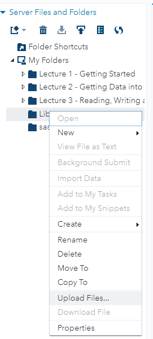 Server Files and Folders
Folder Shortcuts
My Folders
Lecture 1 - Getting Started
Lecture 2 - Getting Data into
Lecture 3 - Reading, Writing a
Lib
sas
Open
New
View File as Text
Background Submit
Import Data
Add to My Tasks
Add to My Snippets
Create
Rename
Delete
Move To
Copy To
Upload Files...
Download File
Properties